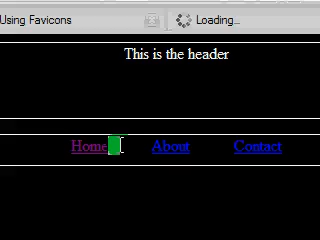 Using Favicons
Loading...
This is the header
Home About Contact